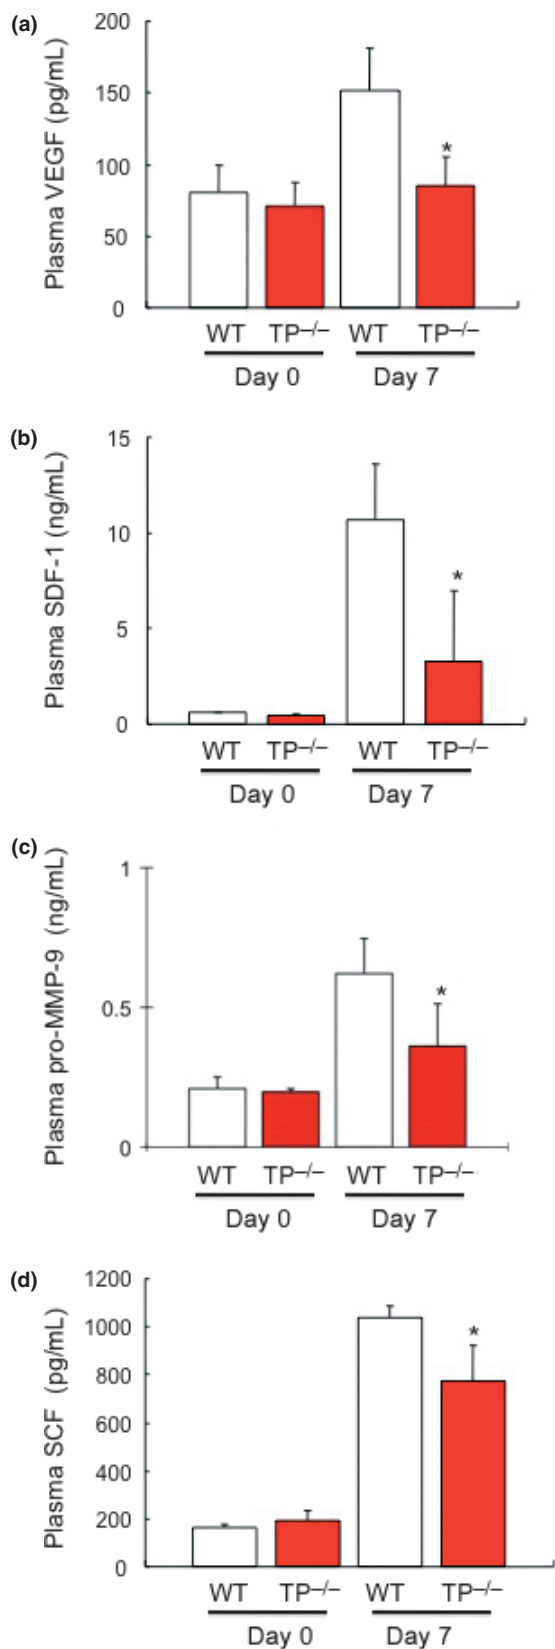 (a)
Plasma VEGF (pg/mL)
200
150
100
50
0
*
WT TP–/– WT TP–/–
Day 0 Day 7
(b)
Plasma SDF-1 (ng/mL)
15
10
5
0
*
WT TP–/– WT TP–/–
Day 0 Day 7
(c)
Plasma pro-MMP-9 (ng/mL)
1
0.5
0
*
WT TP–/– WT TP–/–
Day 0 Day 7
(d)
Plasma SCF (pg/mL)
1200
1000
800
600
400
200
0
*
WT TP–/– WT TP–/–
Day 0 Day 7